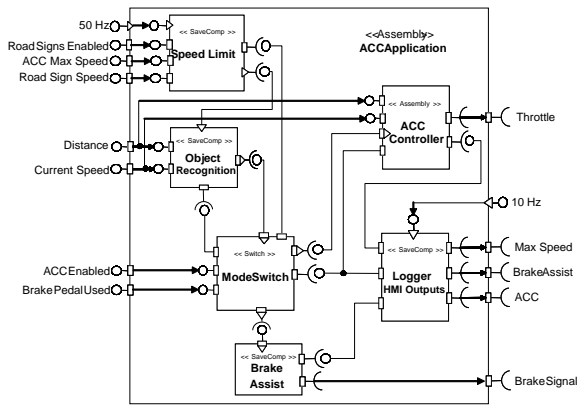 <<Assembly>>
ACCApplication
50 Hz
RoadSigns Enabled
ACC Max Speed
Road Sign Speed
<< SaveComp >>
Speed Limit
<< Assembly >>
ACC
Controller
Throttle
Distance
Current Speed
<< SaveComp >>
Object
Recognition
10 Hz
ACCEnabled
BrakePedalUsed
<< Switch >>
ModeSwitch
<< SaveComp >>
Logger
HMI Outputs
Max Speed
BrakeAssist
ACC
<< SaveComp >>
Brake
Assist
BrakeSignal